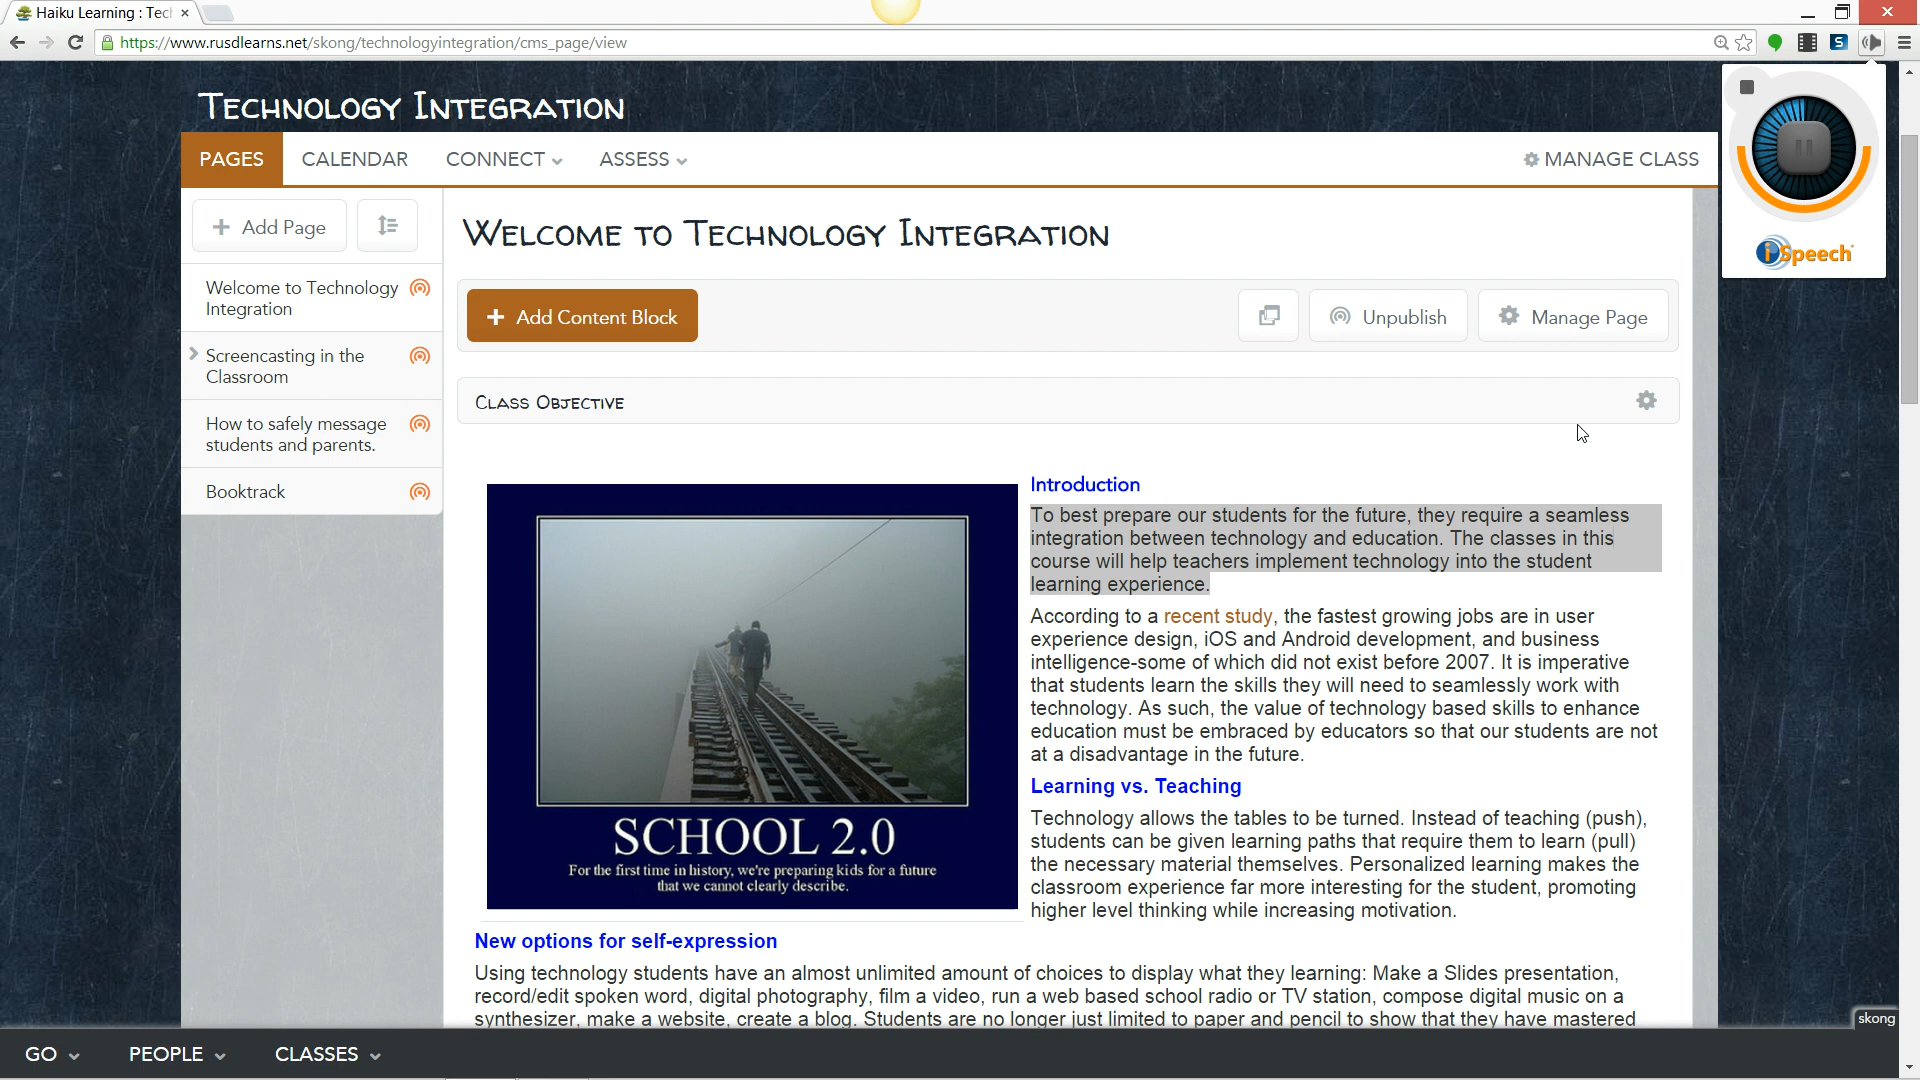 Haiku Learning : Tec
https://www.rusdlearns.net/skong/technologyintegration/cms_page/view
Technology Integration
PAGES
CALENDAR
CONNECT
ASSESS
MANAGE CLASS
iSpeech
Add Page
Welcome to Technology
Integration
Screencasting in the
Classroom
How to safely message
students and parents.
Booktrack
Welcome to Technology Integration
Add Content Block
Unpublish
Manage Page
Class Objective
SCHOOL 2.0
For the first time in history, we're preparing kids for a future
that we cannot clearly describe.
Introduction
To best prepare our students for the future, they require a seamless
integration between technology and education. The classes in this
course will help teachers implement technology into the student
learning experience.
According to a recent study, the fastest growing jobs are in user
experience design, iOS and Android development, and business
intelligence-some of which did not exist before 2007. It is imperative
that students learn the skills they will need to seamlessly work with
technology. As such, the value of technology based skills to enhance
education must be embraced by educators so that our students are not
at a disadvantage in the future.
Learning vs. Teaching
Technology allows the tables to be turned. Instead of teaching (push),
students can be given learning paths that require them to learn (pull)
the necessary material themselves. Personalized learning makes the
classroom experience far more interesting for the student, promoting
higher level thinking while increasing motivation.
New options for self-expression
Using technology students have an almost unlimited amount of choices to display what they learning: Make a Slides presentation,
record/edit spoken word, digital photography, film a video, run a web based school radio or TV station, compose digital music on a
synthesizer, make a website, create a blog. Students are no longer just limited to paper and pencil to show that they have mastered
skong
GO
PEOPLE
CLASSES